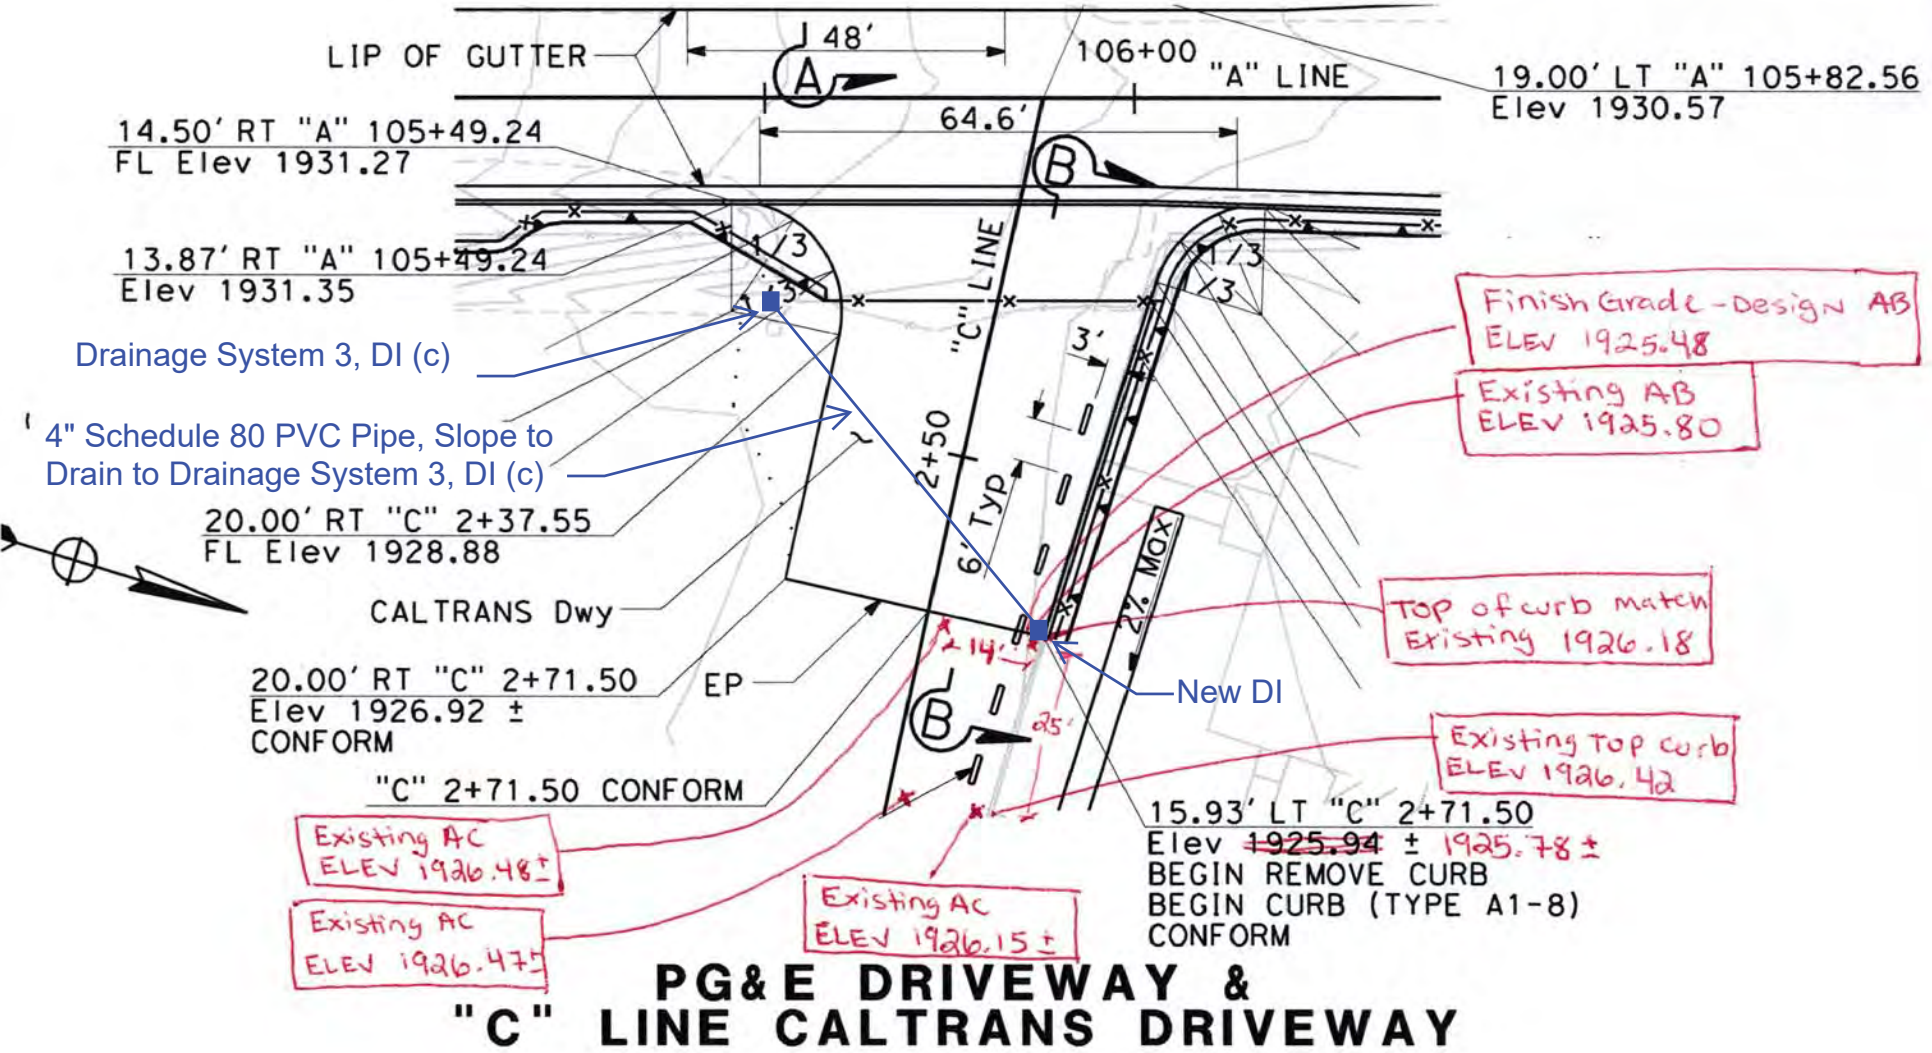 LIP OF GUTTER
48'
A
106+00
"A" LINE
19.00' LT "A" 105+82.56
Elev 1930.57
14.50' RT "A" 105+49.24
FL Elev 1931.27
64.6'
B
13.87' RT "A" 105+49.24
Elev 1931.35
1/3
1/3
"C" LINE
3'
Finish Grade - Design AB
ELEV 1925.48
Drainage System 3, DI (c)
Existing AB
ELEV 1925.80
4" Schedule 80 PVC Pipe, Slope to
Drain to Drainage System 3, DI (c)
2+50
6' Typ
20.00' RT "C" 2+37.55
FL Elev 1928.88
2% Max
CALTRANS Dwy
Top of curb match
Existing 1926.18
14'
20.00' RT "C" 2+71.50
Elev 1926.92 ±
CONFORM
EP
New DI
B
25'
Existing Top curb
ELEV 1926.42
"C" 2+71.50 CONFORM
15.93' LT "C" 2+71.50
Elev 1925.94 ± 1925.78 ±
BEGIN REMOVE CURB
BEGIN CURB (TYPE A1-8)
CONFORM
Existing AC
ELEV 1926.48±
Existing AC
ELEV 1926.47±
Existing AC
ELEV 1926.15 ±
PG&E DRIVEWAY &
"C" LINE CALTRANS DRIVEWAY